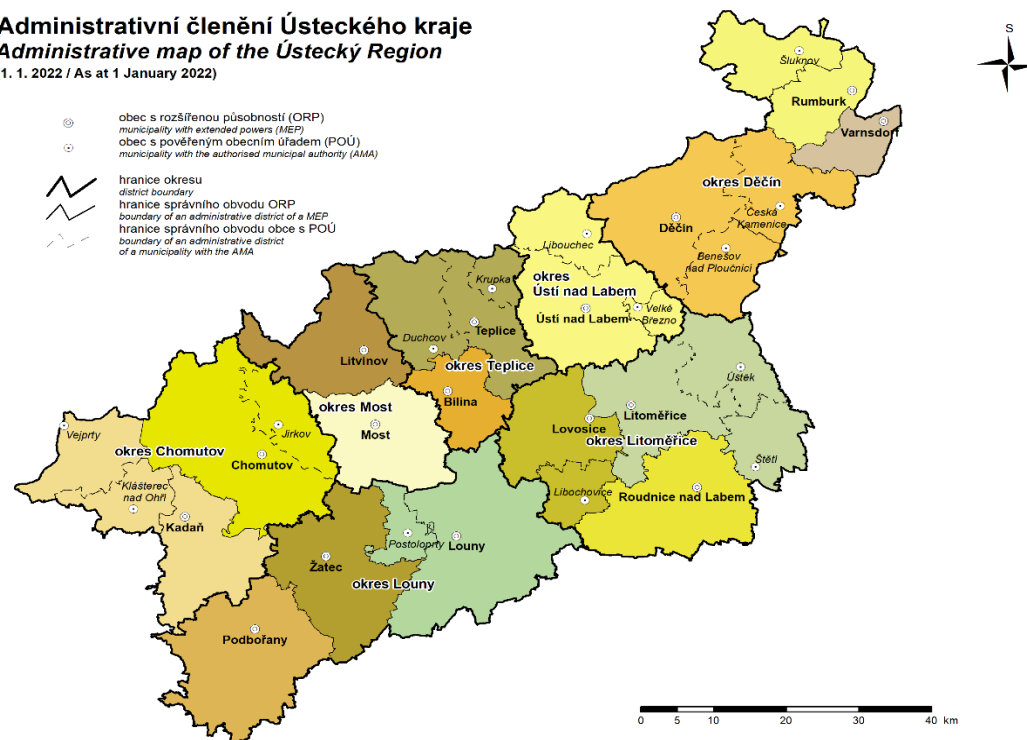 Administrativní členění Ústeckého kraje
Administrative map of the Ústecký Region
1. 1. 2022 / As at 1 January 2022)
obec s rozšířenou působností (ORP)
municipality with extended powers (MEP)
obec s pověřeným obecním úřadem (POÚ)
municipality with the authorised municipal authority (AMA)
hranice okresu
district boundary
hranice správního obvodu ORP
boundary of an administrative district of a MEP
hranice správního obvodu obce s POÚ
boundary of an administrative district
of a municipality with the AMA
S
Šluknov
Rumburk
Varnsdorf
okres Děčín
Česká
Kamenice
Děčín
Benešov
nad Ploučnicí
Libouchec
okres
Ústí nad Labem
Velké
Březno
Ústí nad Labem
Krupka
Teplice
Duchcov
okres Teplice
Bílina
Litvínov
okres Most
Most
Úštěk
Litoměřice
Lovosice
okres Litoměřice
Štětí
Libochovice
Roudnice nad Labem
Vejprty
Jirkov
okres Chomutov
Chomutov
Klášterec
nad Ohří
Kadaň
Postoloprty
Louny
Žatec
okres Louny
Podbořany
0 5 10 20 30 40 km